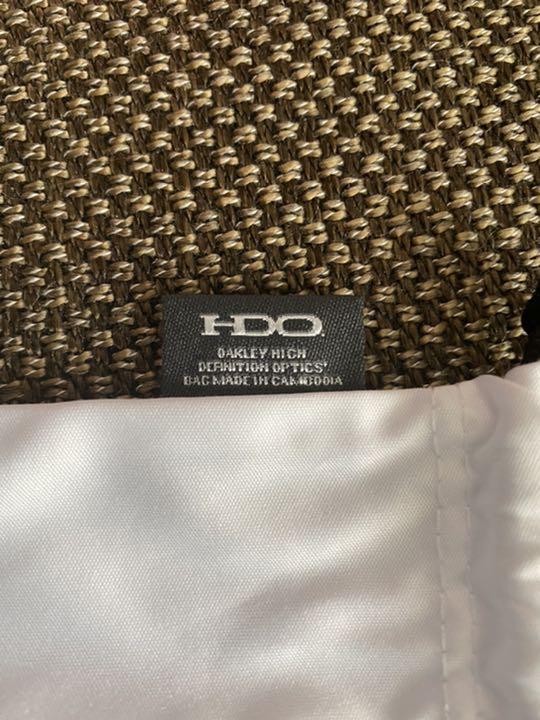 HDO
OAKLEY HIGH
DEFINITION OPTICS®
BAG MADE IN CAMBODIA